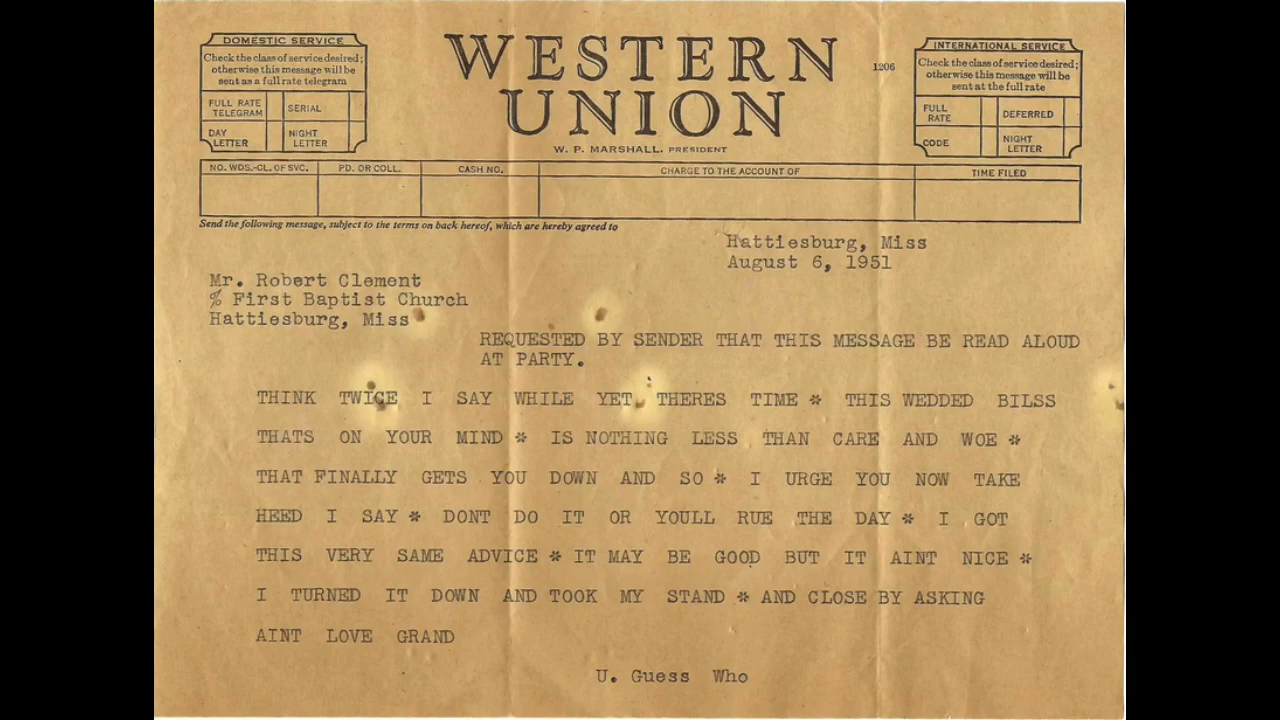 DOMESTIC SERVICE
Check the class of service desired;
otherwise this message will be
sent as a full rate telegram
FULL RATE TELEGRAM SERIAL
DAY LETTER NIGHT LETTER
WESTERN
UNION
1206
W. P. MARSHALL, PRESIDENT
INTERNATIONAL SERVICE
Check the class of service desired;
otherwise this message will be
sent at the full rate
FULL RATE DEFERRED
CODE NIGHT LETTER
NO. WDS.-CL. OF SVC. PD. OR COLL. CASH NO. CHARGE TO THE ACCOUNT OF TIME FILED
Send the following message, subject to the terms on back hereof, which are hereby agreed to
Hattiesburg, Miss
August 6, 1951
Mr. Robert Clement
% First Baptist Church
Hattiesburg, Miss
REQUESTED BY SENDER THAT THIS MESSAGE BE READ ALOUD
AT PARTY.
THINK TWICE I SAY WHILE YET THERES TIME * THIS WEDDED BILSS
THATS ON YOUR MIND * IS NOTHING LESS THAN CARE AND WOE *
THAT FINALLY GETS YOU DOWN AND SO * I URGE YOU NOW TAKE
HEED I SAY * DONT DO IT OR YOULL RUE THE DAY * I GOT
THIS VERY SAME ADVICE * IT MAY BE GOOD BUT IT AINT NICE *
I TURNED IT DOWN AND TOOK MY STAND * AND CLOSE BY ASKING
AINT LOVE GRAND
U. Guess Who